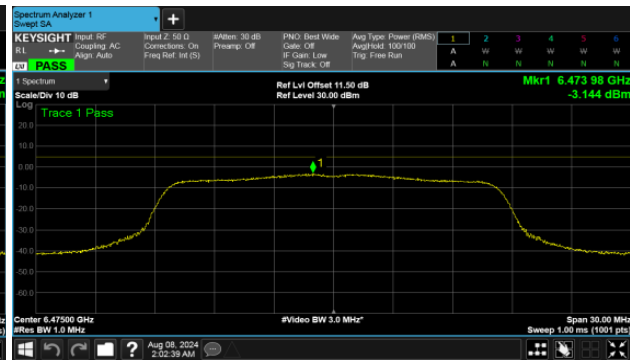 Spectrum Analyzer 1
Swept SA
+
KEYSIGHT Input: RF Input Z: 50 Ω #Atten: 30 dB PNO: Best Wide Avg Type: Power (RMS) 1 2 3 4 5 6
RL Coupling: AC Corrections: On Preamp: Off Gate: Off Avg|Hold: 100/100 A W W W W W
Align: Auto Freq Ref: Int (S) IF Gain: Low Trig: Free Run
LXI PASS Sig Track: Off A N N N N N
1 Spectrum Ref Lvl Offset 11.50 dB Mkr1 6.473 98 GHz
Scale/Div 10 dB Ref Level 30.00 dBm -3.144 dBm
Log
Trace 1 Pass
20.0
10.0
0.00
1
-10.0
-20.0
-30.0
-40.0
-50.0
-60.0
Center 6.47500 GHz #Video BW 3.0 MHz* Span 30.00 MHz
#Res BW 1.0 MHz Sweep 1.00 ms (1001 pts)
? Aug 08, 2024
2:02:39 AM